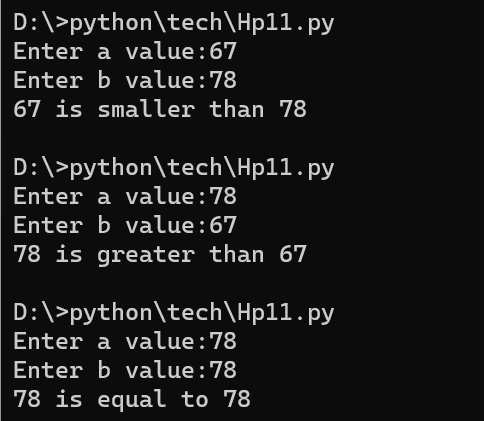 D:\>python\tech\Hp11.py
Enter a value:67
Enter b value:78
67 is smaller than 78
D:\>python\tech\Hp11.py
Enter a value:78
Enter b value:67
78 is greater than 67
D:\>python\tech\Hp11.py
Enter a value:78
Enter b value:78
78 is equal to 78